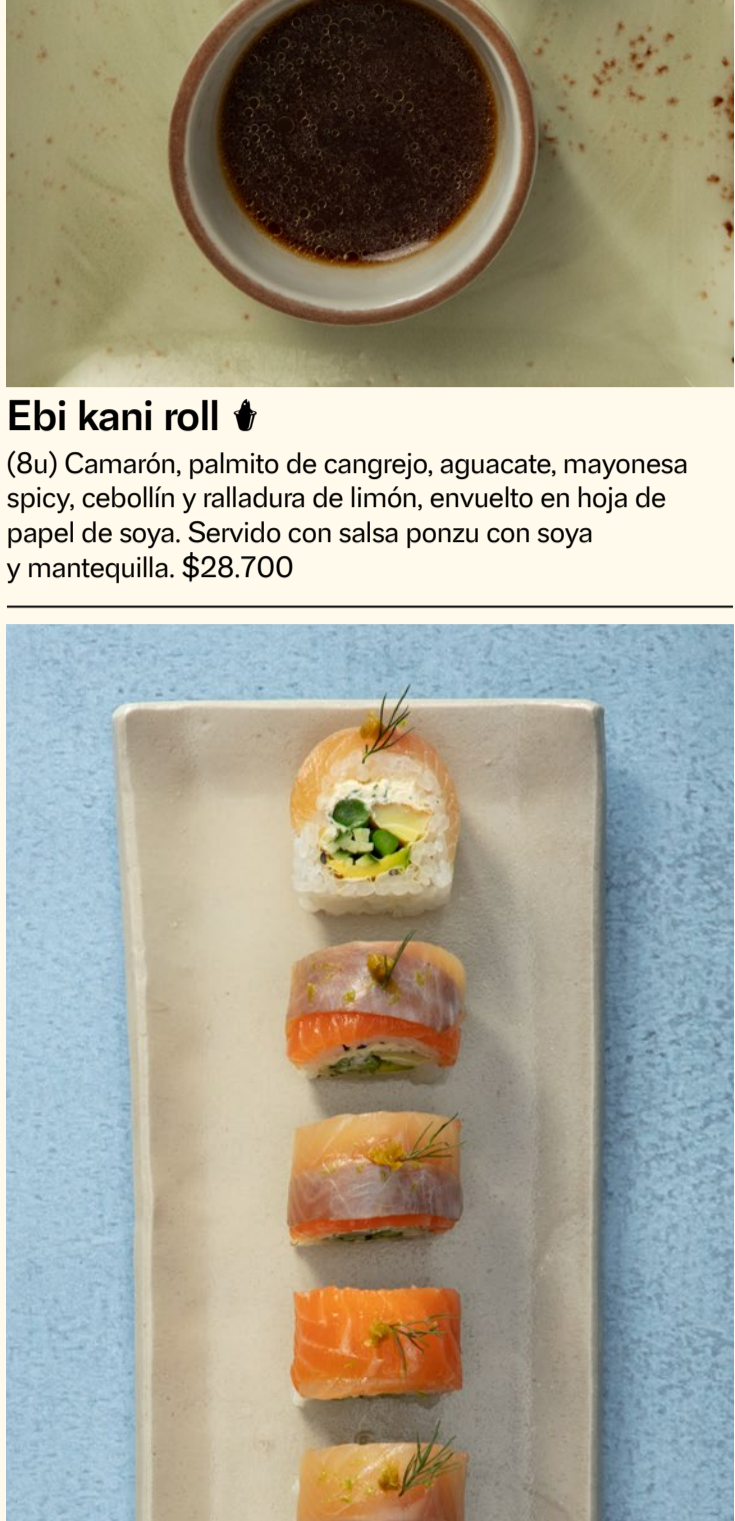 Ebi kani roll
(8u) Camarón, palmito de cangrejo, aguacate, mayonesa
spicy, cebollín y ralladura de limón, envuelto en hoja de
papel de soya. Servido con salsa ponzu con soya
y mantequilla. $28.700